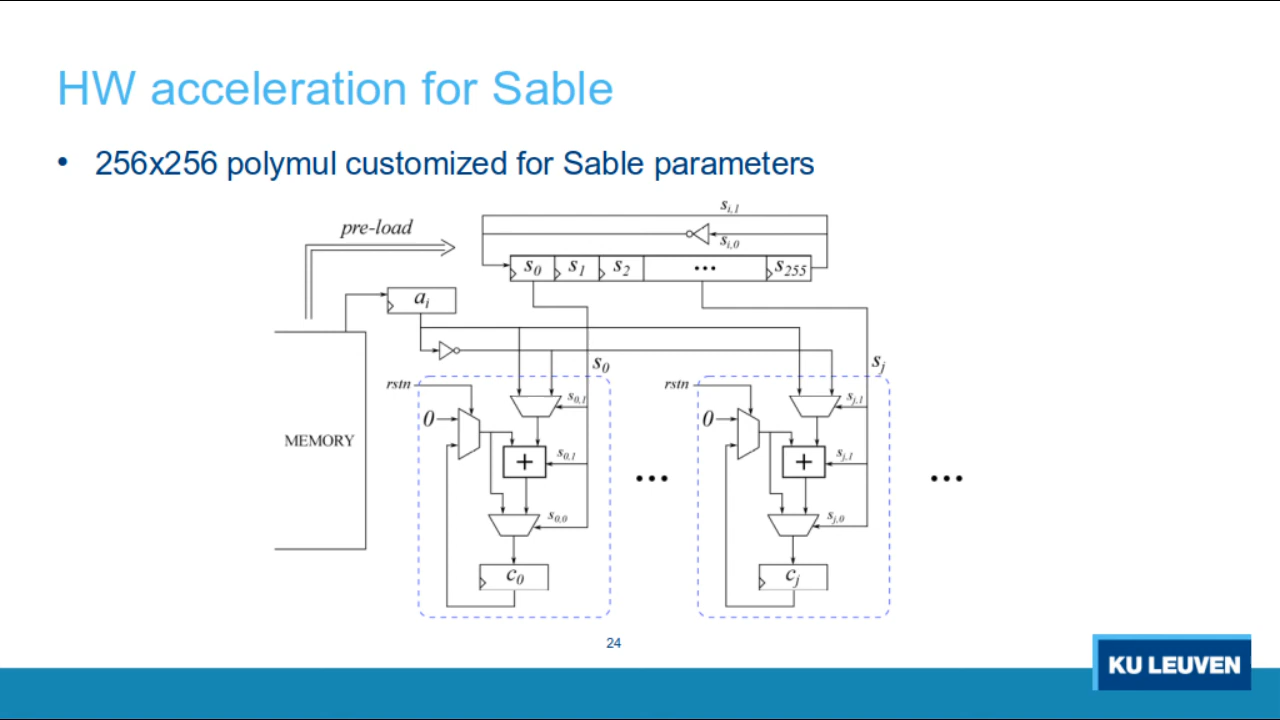 HW acceleration for Sable
• 256x256 polymul customized for Sable parameters
s_{i,1}
pre-load
s_{i,0}
s_0 s_1 s_2 ••• s_{255}
a_i
s_0 s_j
rstn rstn
s_{0,1} s_{j,1}
0 0
MEMORY
+ s_{0,1} + s_{j,1}
••• •••
s_{0,0} s_{j,0}
c_0 c_j
24
KU LEUVEN